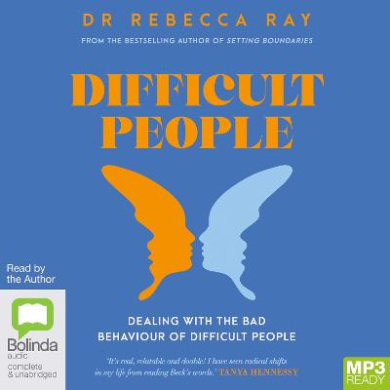 DR REBECCA RAY
FROM THE BESTSELLING AUTHOR OF SETTING BOUNDARIES
DIFFICULT
PEOPLE
Read by
the Author
Bolinda
audio
complete
& unabridged
DEALING WITH THE BAD
BEHAVIOUR OF DIFFICULT PEOPLE
'It's real, relatable and doable! I have seen radical shifts
in my life from reading Beck's words.' TANYA HENNESSY
MP3
READY